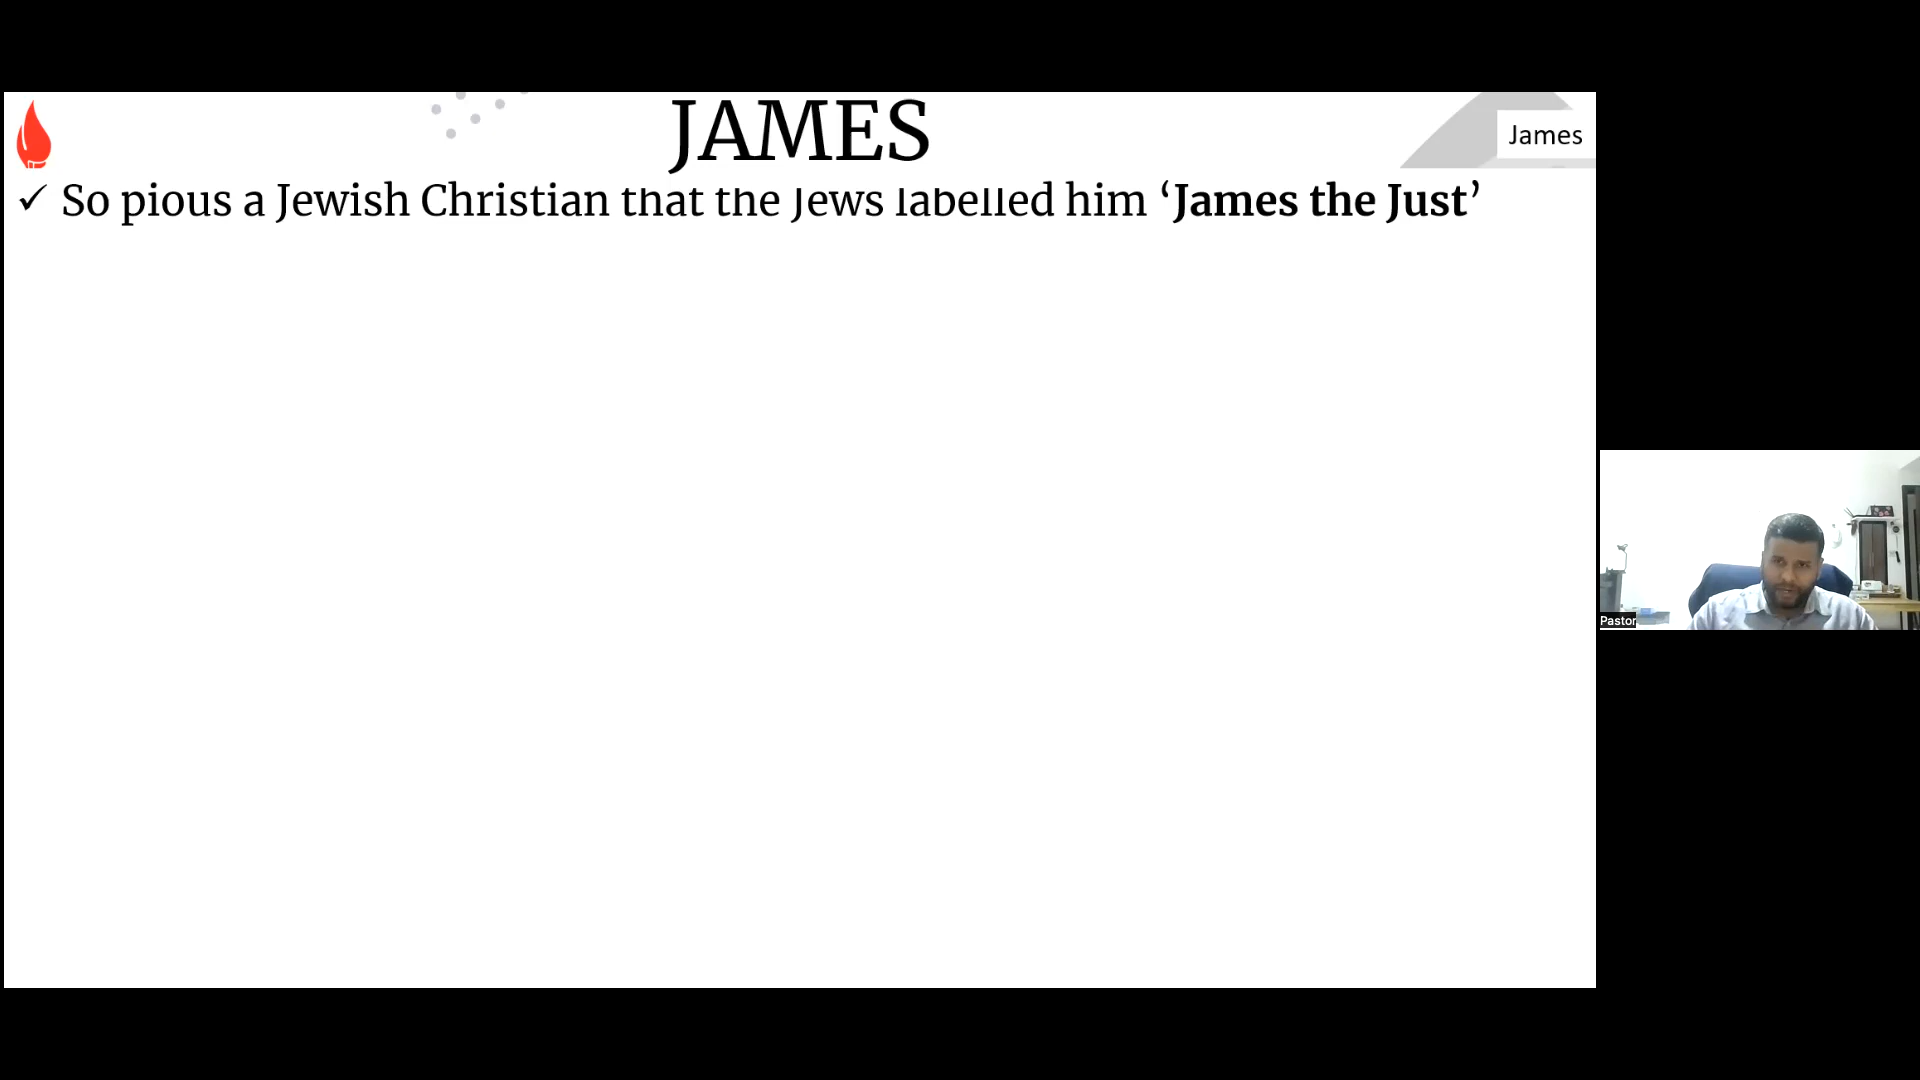 JAMES
James
✓ So pious a Jewish Christian that the Jews labelled him ‘James the Just’
Pastor